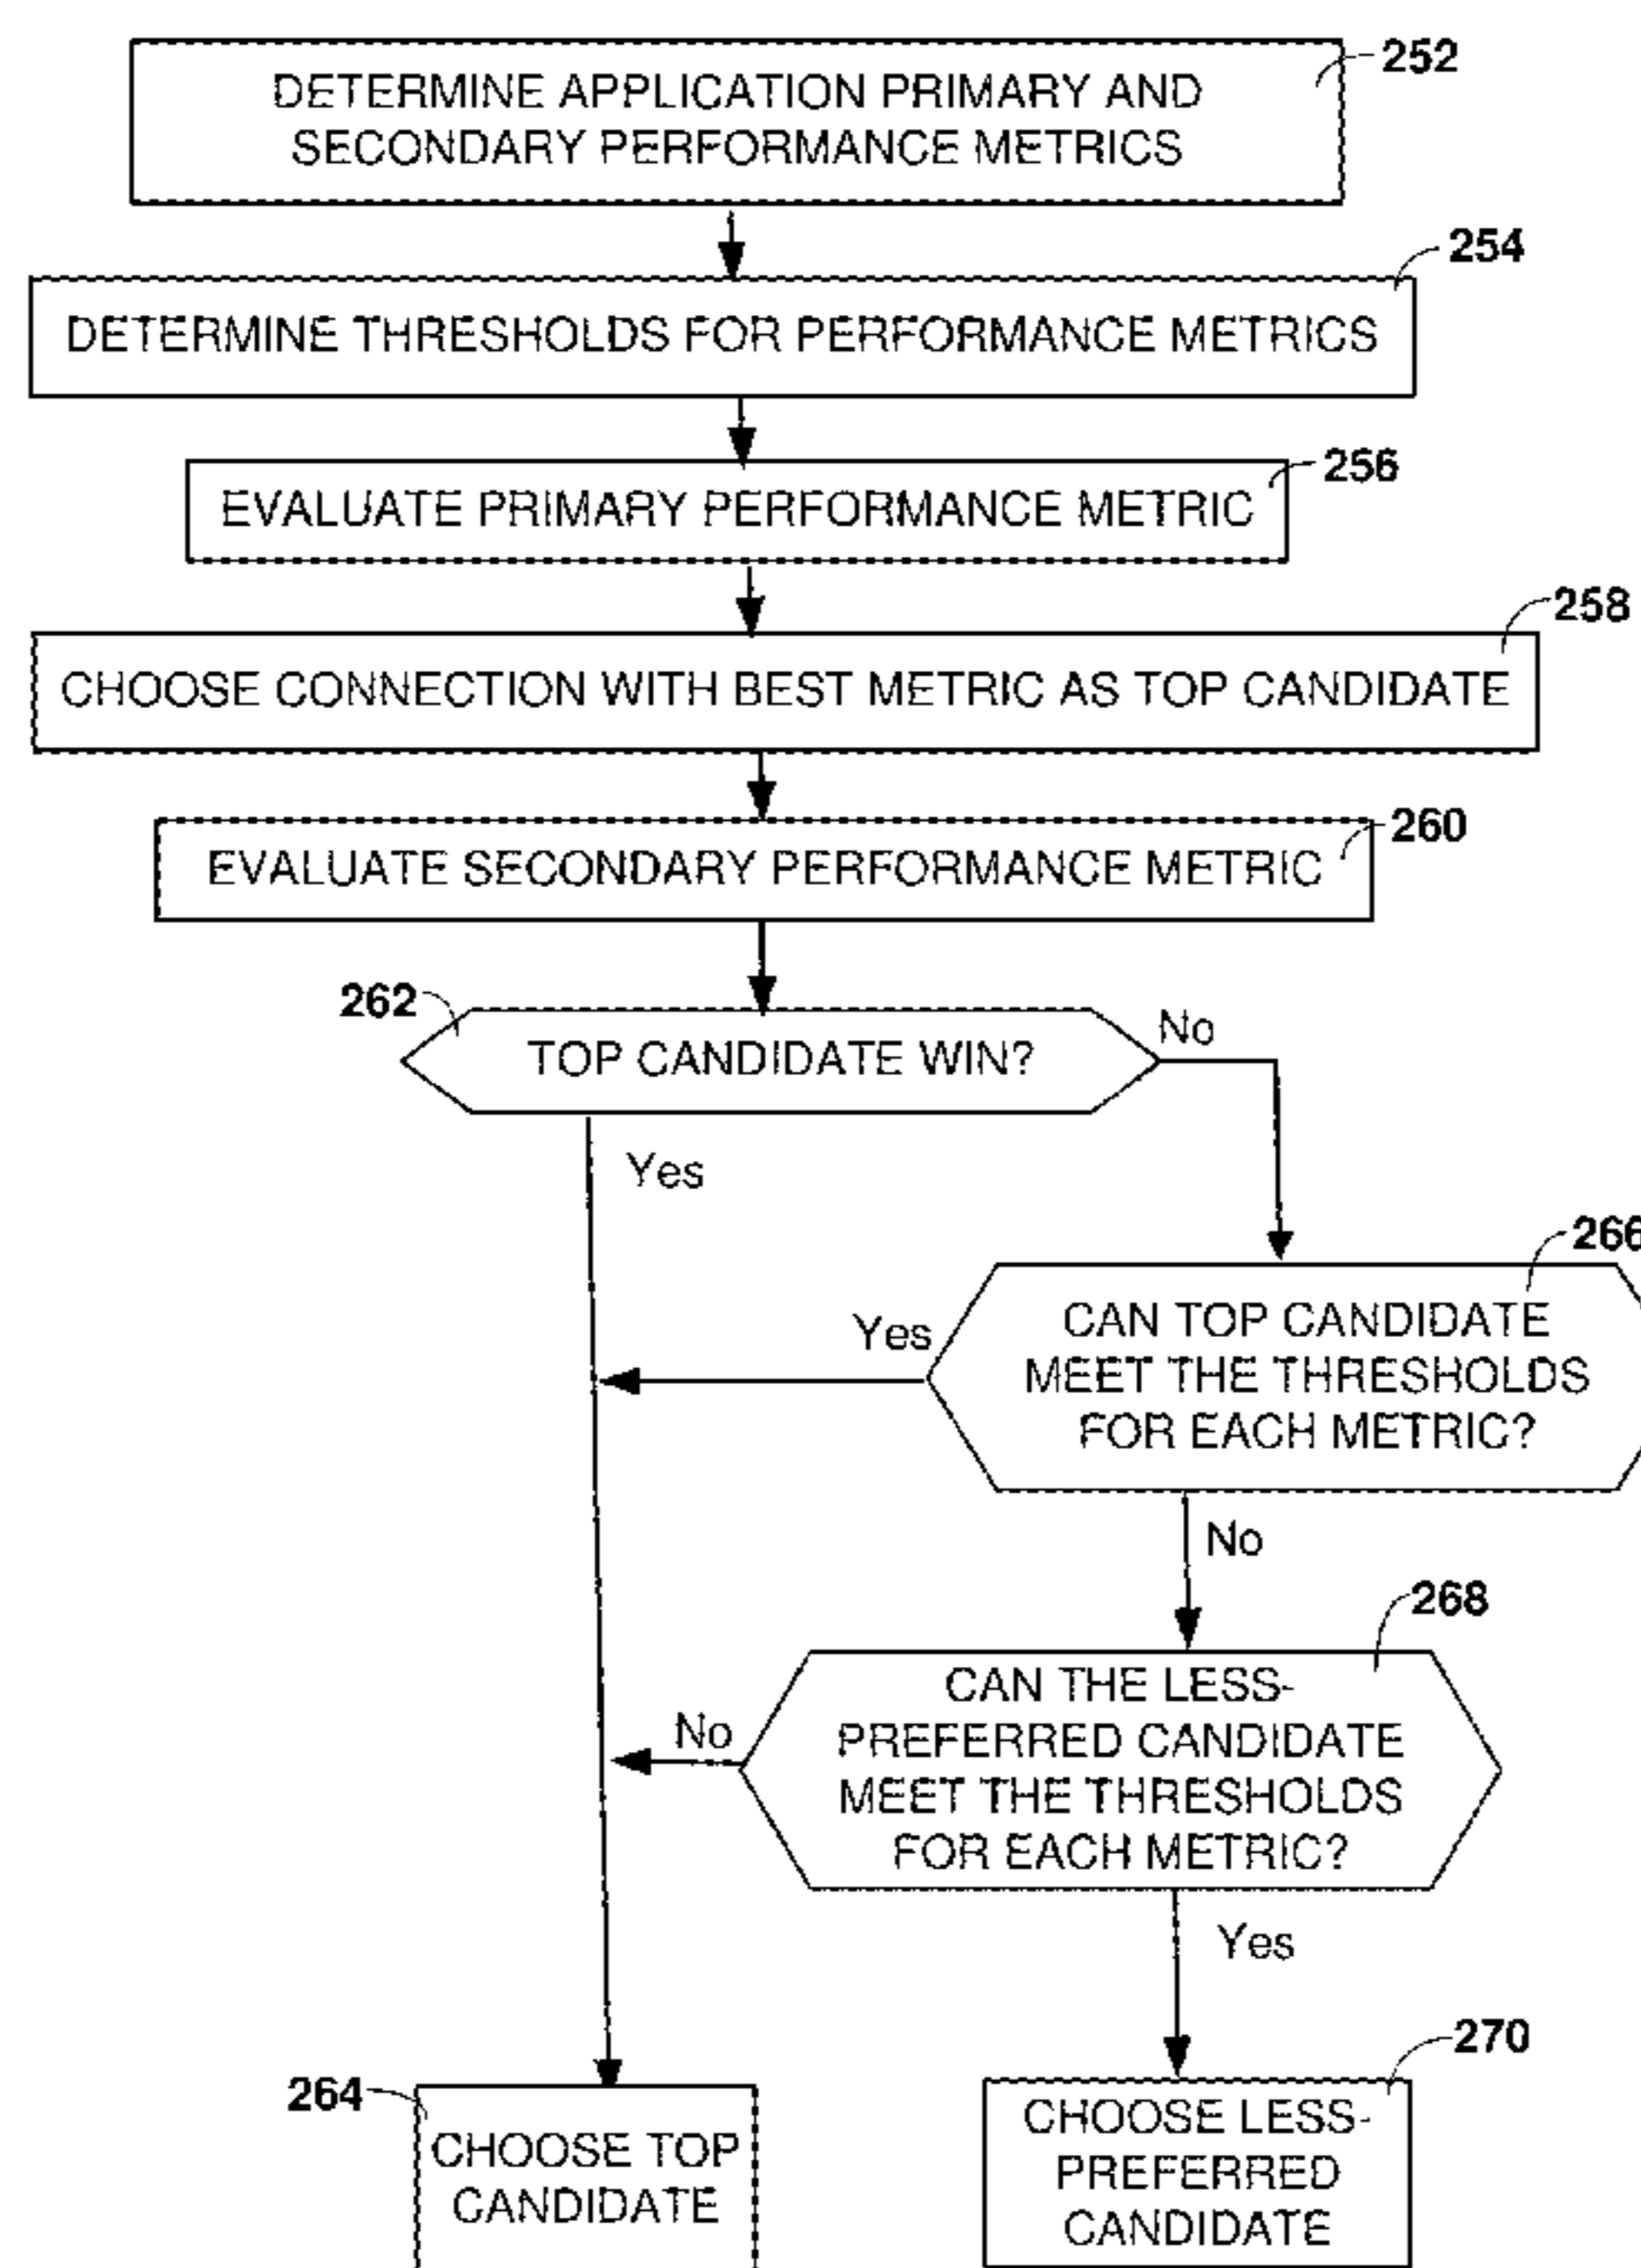 252
DETERMINE APPLICATION PRIMARY AND
SECONDARY PERFORMANCE METRICS
254
DETERMINE THRESHOLDS FOR PERFORMANCE METRICS
256
EVALUATE PRIMARY PERFORMANCE METRIC
258
CHOOSE CONNECTION WITH BEST METRIC AS TOP CANDIDATE
260
EVALUATE SECONDARY PERFORMANCE METRIC
262
TOP CANDIDATE WIN?
No
Yes
266
CAN TOP CANDIDATE
MEET THE THRESHOLDS
FOR EACH METRIC?
Yes
No
268
CAN THE LESS-
PREFERRED CANDIDATE
MEET THE THRESHOLDS
FOR EACH METRIC?
No
Yes
264
CHOOSE TOP
CANDIDATE
270
CHOOSE LESS-
PREFERRED
CANDIDATE